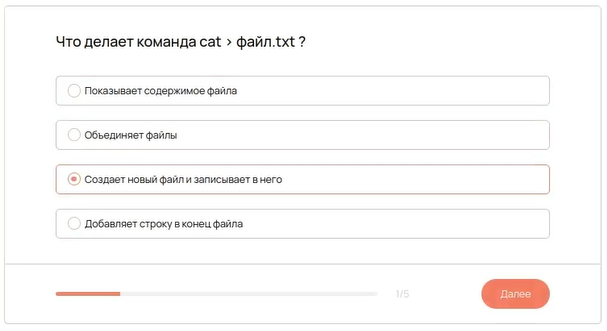 Что делает команда cat > файл.txt ?
Показывает содержимое файла
Объединяет файлы
Создает новый файл и записывает в него
Добавляет строку в конец файла
1/5
Далее